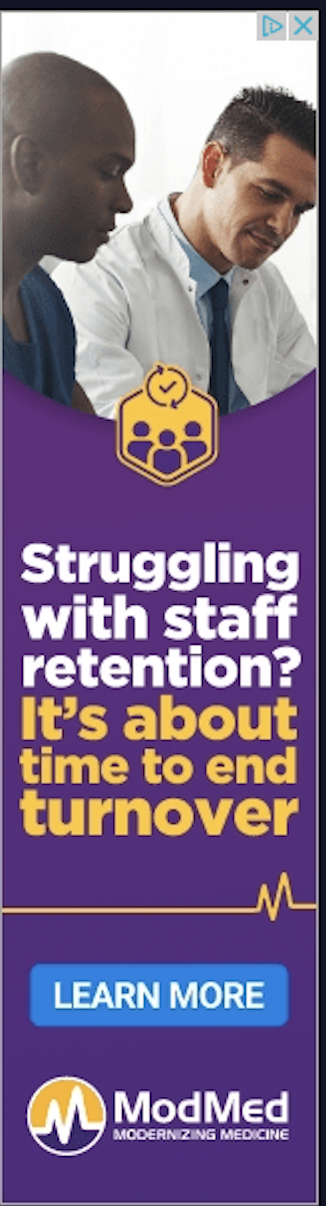 Struggling
with staff
retention?
It's about
time to end
turnover
LEARN MORE
ModMed
MODERNIZING MEDICINE